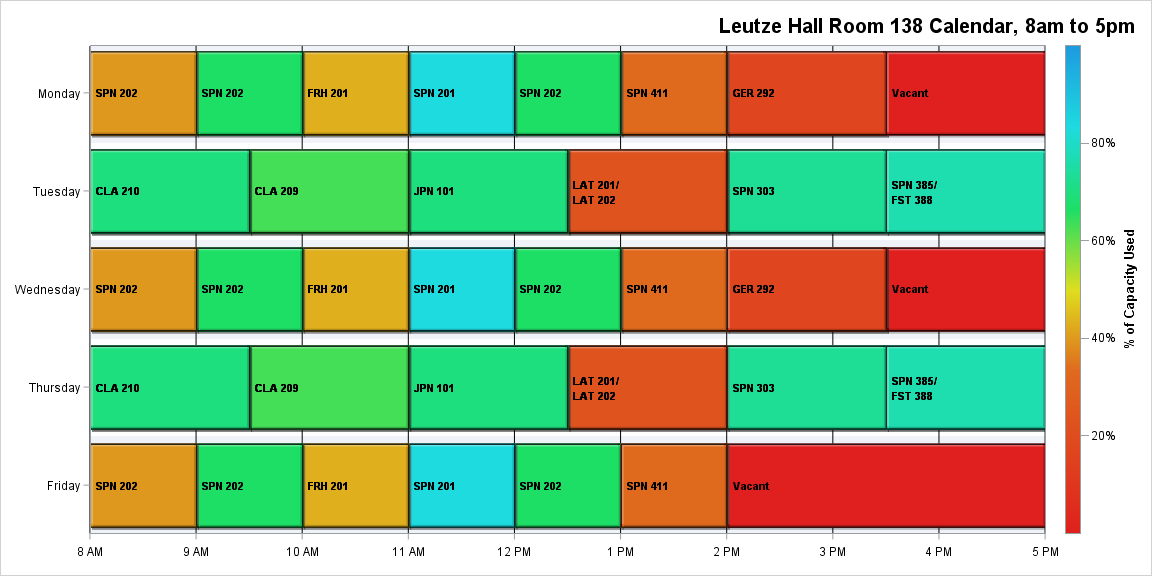 Leutze Hall Room 138 Calendar, 8am to 5pm
Monday
SPN 202
SPN 202
FRH 201
SPN 201
SPN 202
SPN 411
GER 292
Vacant
Tuesday
CLA 210
CLA 209
JPN 101
LAT 201/
LAT 202
SPN 303
SPN 385/
FST 388
Wednesday
SPN 202
SPN 202
FRH 201
SPN 201
SPN 202
SPN 411
GER 292
Vacant
Thursday
CLA 210
CLA 209
JPN 101
LAT 201/
LAT 202
SPN 303
SPN 385/
FST 388
Friday
SPN 202
SPN 202
FRH 201
SPN 201
SPN 202
SPN 411
Vacant
8 AM
9 AM
10 AM
11 AM
12 PM
1 PM
2 PM
3 PM
4 PM
5 PM
80%
60%
40%
20%
% of Capacity Used